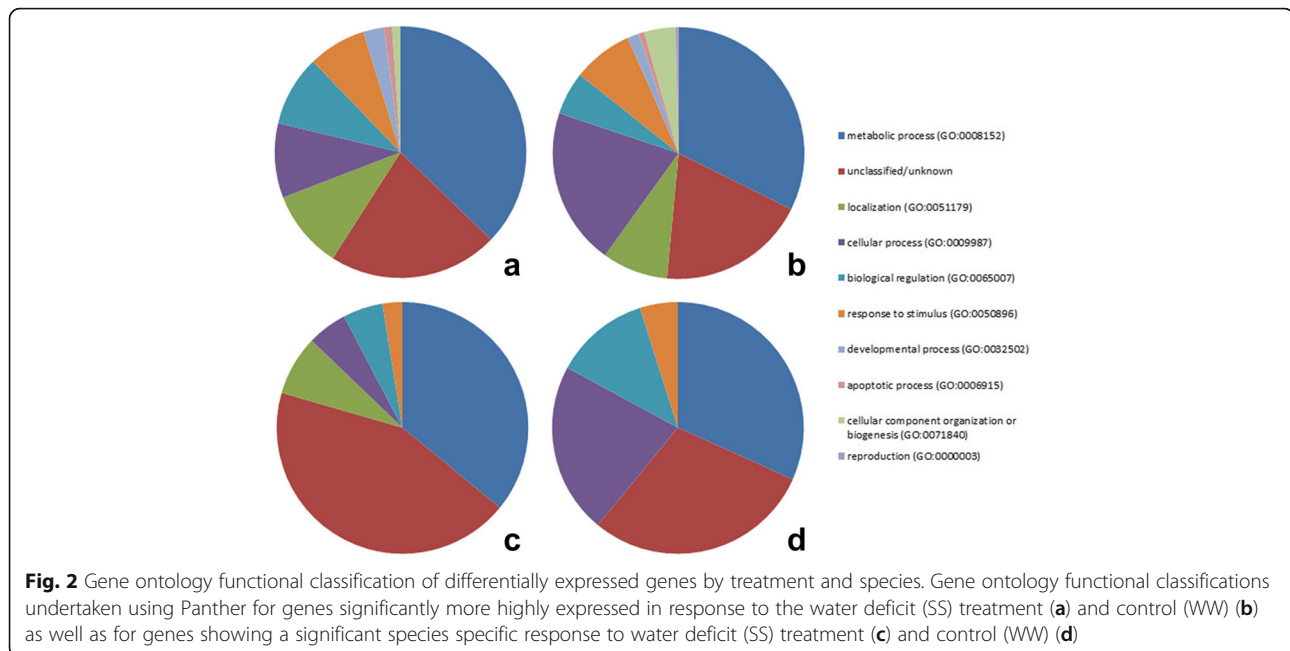 a
b
c
d
metabolic process (GO:0008152)
unclassified/unknown
localization (GO:0051179)
cellular process (GO:0009987)
biological regulation (GO:0065007)
response to stimulus (GO:0050896)
developmental process (GO:0032502)
apoptotic process (GO:0006915)
cellular component organization or
biogenesis (GO:0071840)
reproduction (GO:0000003)
Fig. 2 Gene ontology functional classification of differentially expressed genes by treatment and species. Gene ontology functional classifications
undertaken using Panther for genes significantly more highly expressed in response to the water deficit (SS) treatment (a) and control (WW) (b)
as well as for genes showing a significant species specific response to water deficit (SS) treatment (c) and control (WW) (d)